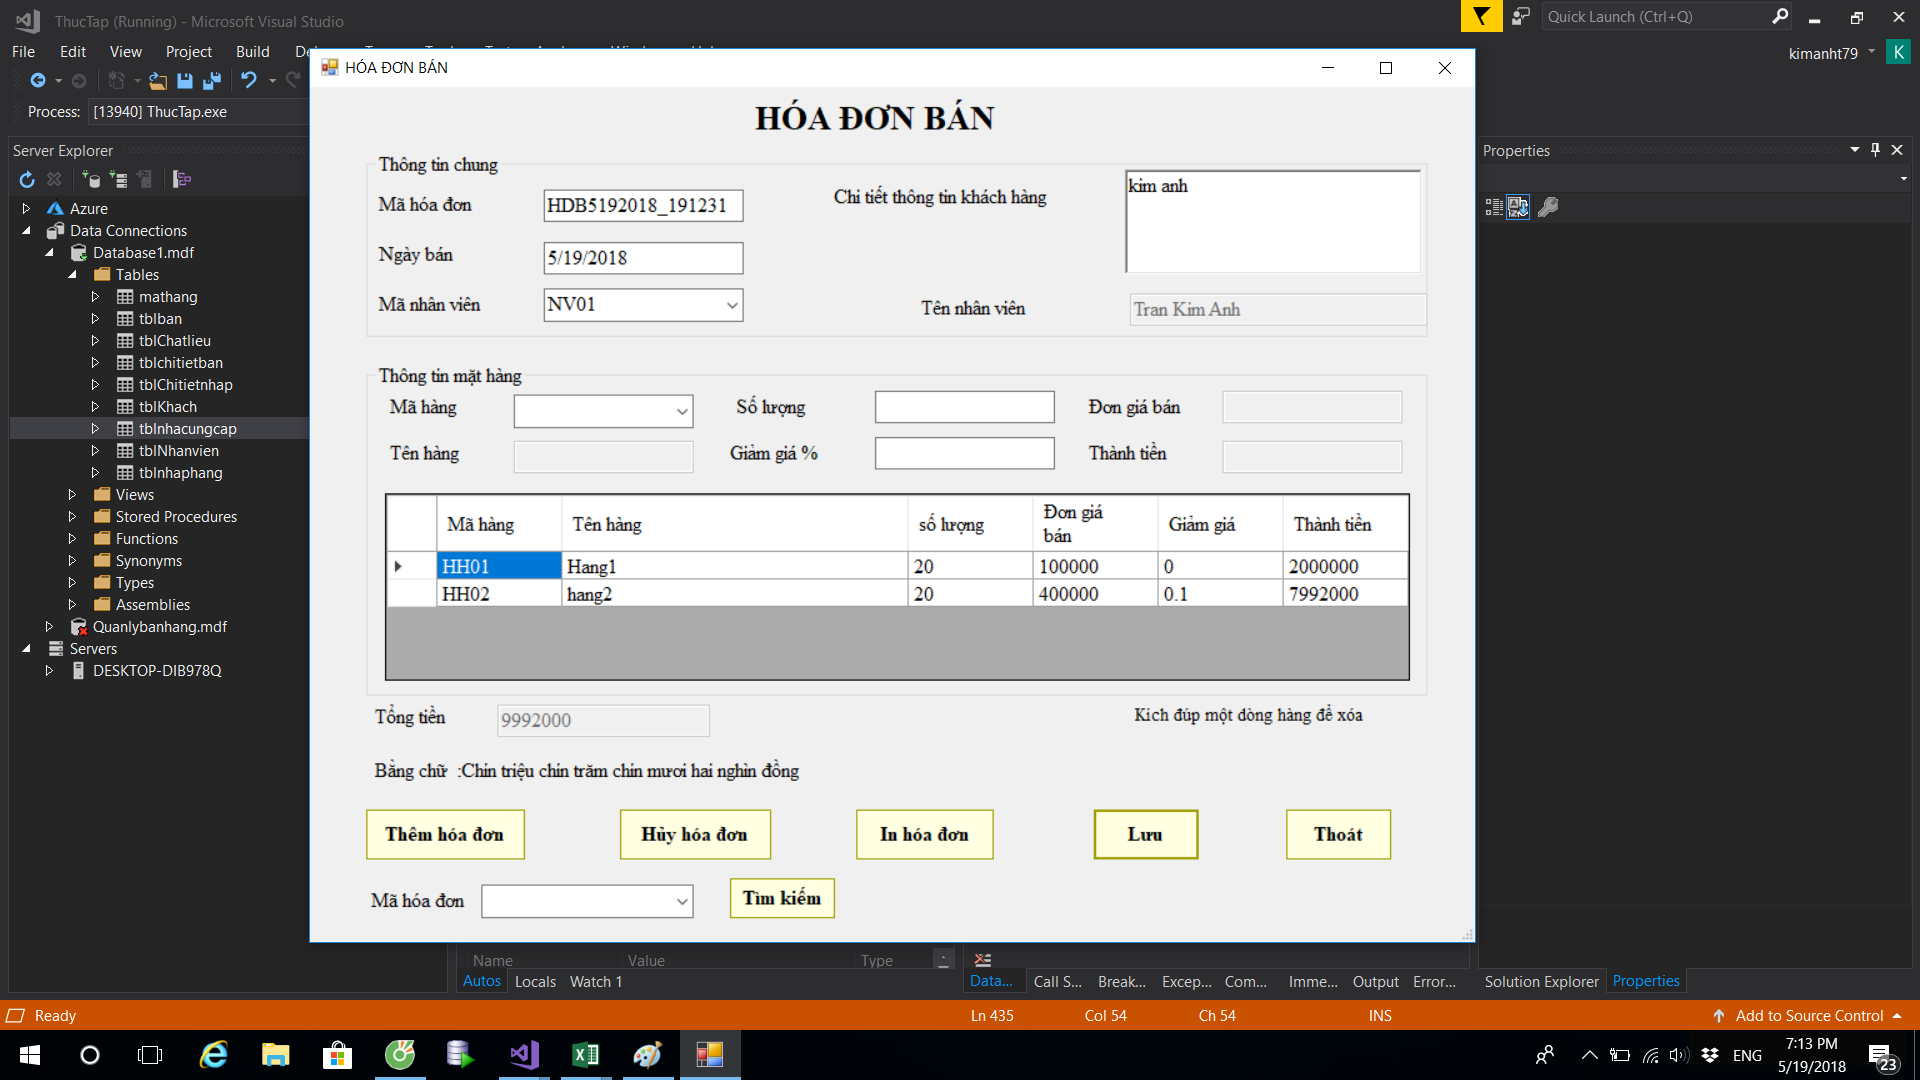 ThucTap (Running) - Microsoft Visual Studio
Quick Launch (Ctrl+Q)
File Edit View Project Build
kimanht79 K
Process: [13940] ThucTap.exe
Server Explorer
Azure
Data Connections
Database1.mdf
Tables
mathang
tblban
tblChatlieu
tblchitietban
tblChitietnhap
tblKhach
tblnhacungcap
tblNhanvien
tblnhaphang
Views
Stored Procedures
Functions
Synonyms
Types
Assemblies
Quanlybanhang.mdf
Servers
DESKTOP-DIB978Q
HÓA ĐƠN BÁN
HÓA ĐƠN BÁN
Thông tin chung
Mã hóa đơn HDB5192018_191231 Chi tiết thông tin khách hàng kim anh
Ngày bán 5/19/2018
Mã nhân viên NV01 Tên nhân viên Tran Kim Anh
Thông tin mặt hàng
Mã hàng Số lượng Đơn giá bán
Tên hàng Giảm giá % Thành tiền
Mã hàng Tên hàng số lượng Đơn giá bán Giảm giá Thành tiền
HH01 Hang1 20 100000 0 2000000
HH02 hang2 20 400000 0.1 7992000
Tổng tiền 9992000 Kich đúp một dòng hàng để xóa
Bằng chữ :Chín triệu chín trăm chín mươi hai nghìn đồng
Thêm hóa đơn Hủy hóa đơn In hóa đơn Lưu Thoát
Mã hóa đơn Tìm kiếm
Properties
Name Value Type
Autos Locals Watch 1
Data... Call S... Break... Excep... Com... Imme... Output Error...
Solution Explorer Properties
Ready Ln 435 Col 54 Ch 54 INS Add to Source Control
ENG 7:13 PM
5/19/2018 23